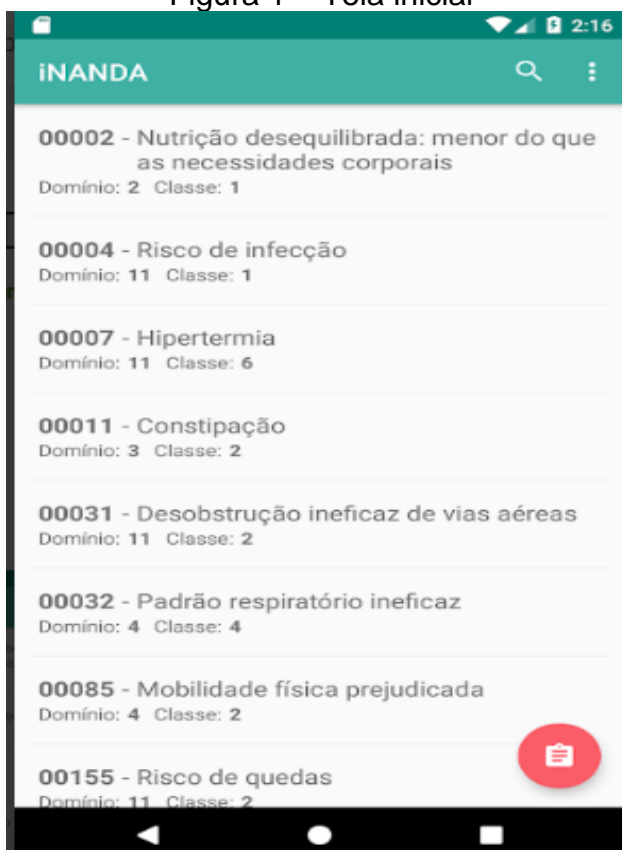 Figura 1 – Tela inicial
2:16
iNANDA
00002 - Nutrição desequilibrada: menor do que
as necessidades corporais
Domínio: 2 Classe: 1
00004 - Risco de infecção
Domínio: 11 Classe: 1
00007 - Hipertermia
Domínio: 11 Classe: 6
00011 - Constipação
Domínio: 3 Classe: 2
00031 - Desobstrução ineficaz de vias aéreas
Domínio: 11 Classe: 2
00032 - Padrão respiratório ineficaz
Domínio: 4 Classe: 4
00085 - Mobilidade física prejudicada
Domínio: 4 Classe: 2
00155 - Risco de quedas
Domínio: 11 Classe: 2